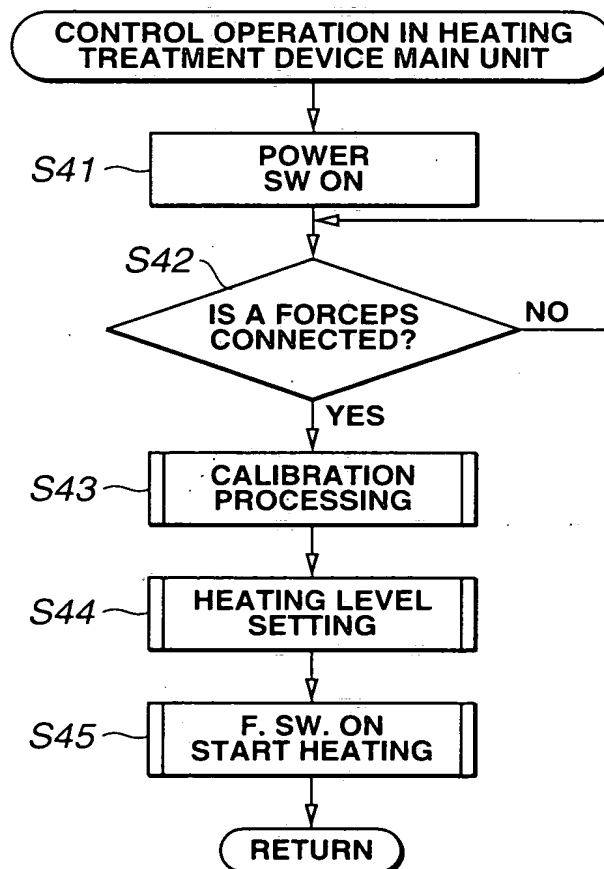 CONTROL OPERATION IN HEATING
TREATMENT DEVICE MAIN UNIT
S41
POWER
SW ON
S42
IS A FORCEPS
CONNECTED?
NO
YES
S43
CALIBRATION
PROCESSING
S44
HEATING LEVEL
SETTING
S45
F. SW. ON
START HEATING
RETURN